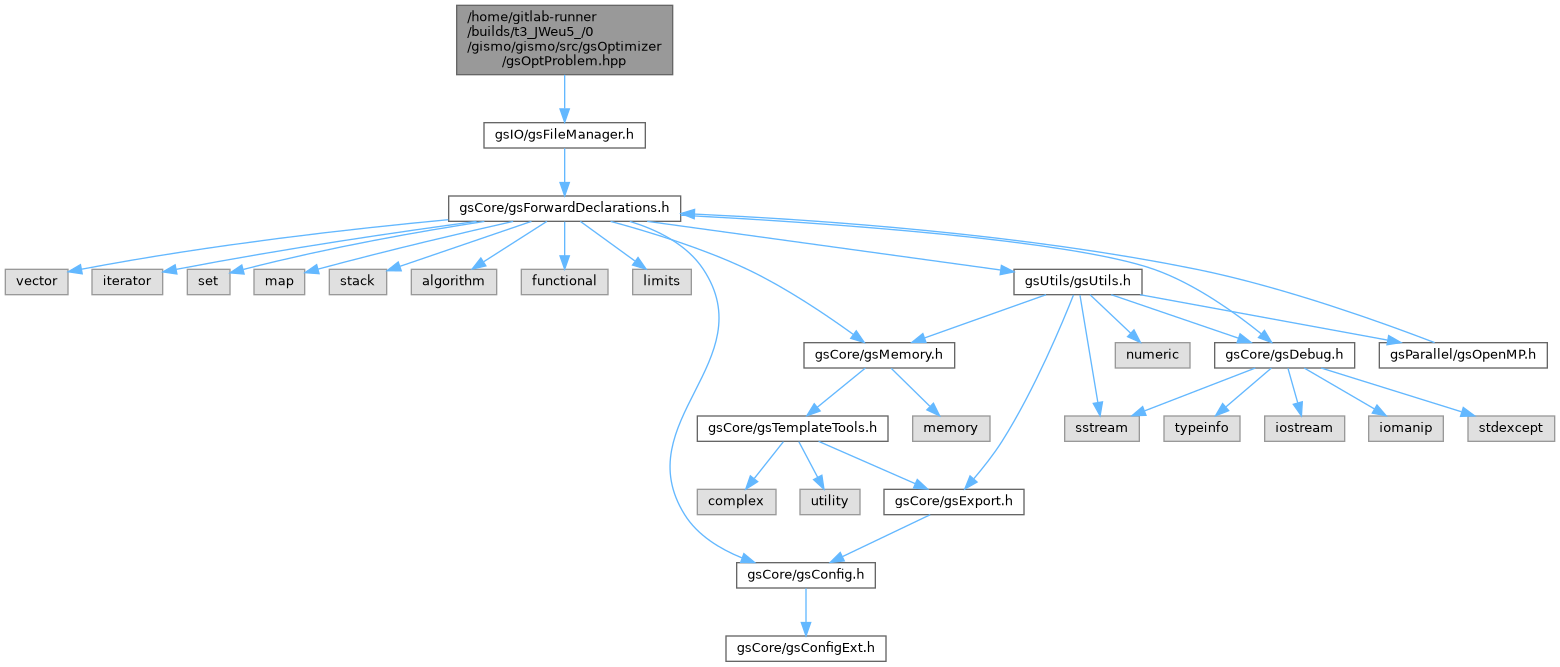 /home/gitlab-runner
/builds/t3_JWeu5_/0
/gismo/gismo/src/gsOptimizer
/gsOptProblem.hpp
gsIO/gsFileManager.h
gsCore/gsForwardDeclarations.h
vector
iterator
set
map
stack
algorithm
functional
limits
gsUtils/gsUtils.h
gsCore/gsMemory.h
numeric
gsCore/gsDebug.h
gsParallel/gsOpenMP.h
gsCore/gsTemplateTools.h
memory
sstream
typeinfo
iostream
iomanip
stdexcept
complex
utility
gsCore/gsExport.h
gsCore/gsConfig.h
gsCore/gsConfigExt.h